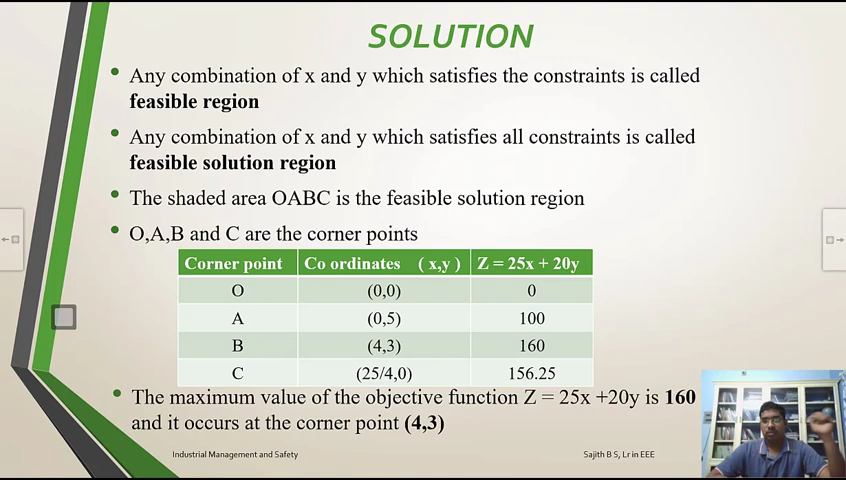 SOLUTION
• Any combination of x and y which satisfies the constraints is called
feasible region
• Any combination of x and y which satisfies all constraints is called
feasible solution region
• The shaded area OABC is the feasible solution region
• O,A,B and C are the corner points
Corner point Co ordinates ( x,y ) Z = 25x + 20y
O (0,0) 0
A (0,5) 100
B (4,3) 160
C (25/4,0) 156.25
• The maximum value of the objective function Z = 25x +20y is 160
and it occurs at the corner point (4,3)
Industrial Management and Safety Sajith B S, Lr in EEE